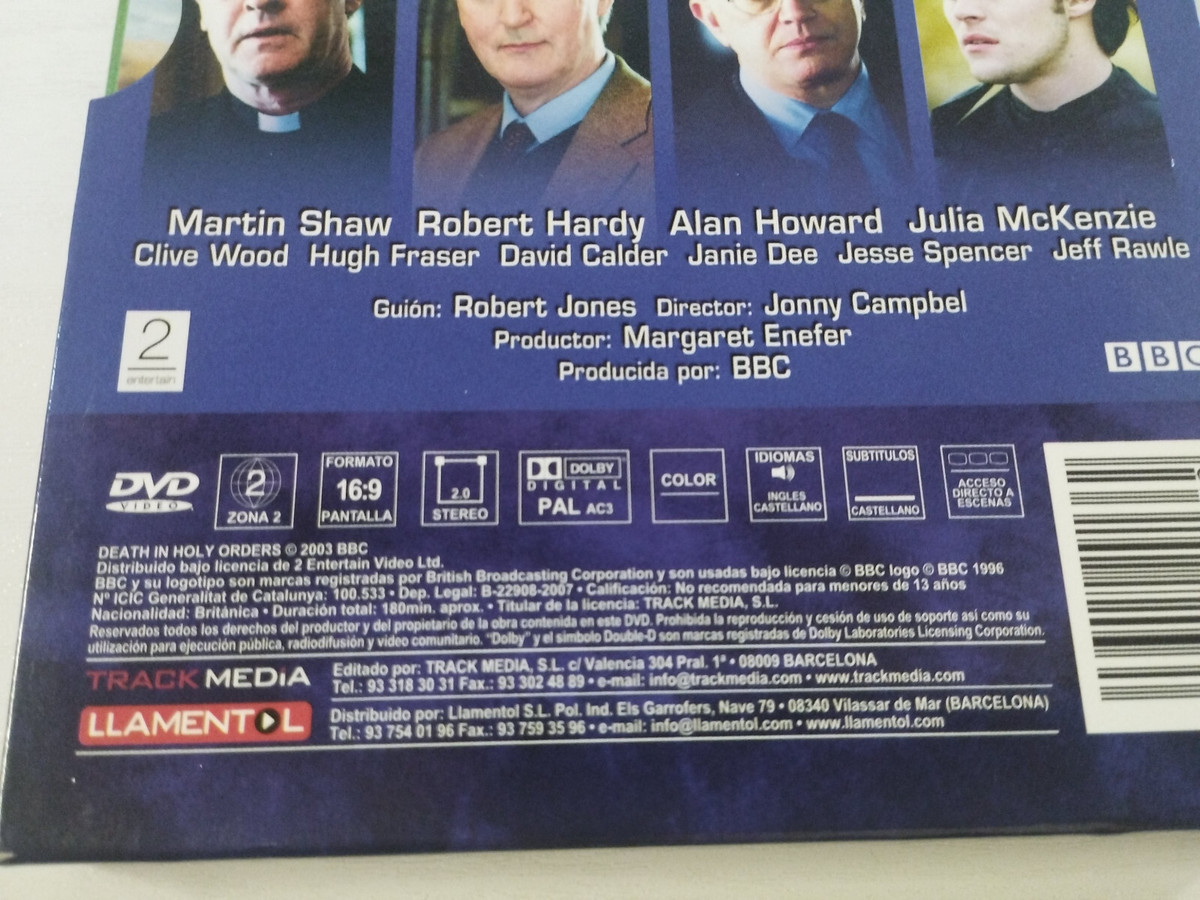 Martin Shaw Robert Hardy Alan Howard Julia McKenzie
Clive Wood Hugh Fraser David Calder Janie Dee Jesse Spencer Jeff Rawle
Guión: Robert Jones Director: Jonny Campbel
Productor: Margaret Enefer
Producida por: BBC
2
entertain
BBC
DVD
VIDEO
2
ZONA 2
FORMATO
16:9
PANTALLA
2.0
STEREO
DOLBY
DIGITAL
PAL AC3
COLOR
IDIOMAS
INGLES
CASTELLANO
SUBTITULOS
CASTELLANO
ACCESO
DIRECTO A
ESCENAS
DEATH IN HOLY ORDERS © 2003 BBC
Distribuido bajo licencia de 2 Entertain Video Ltd.
BBC y su logotipo son marcas registradas por British Broadcasting Corporation y son usadas bajo licencia © BBC logo © BBC 1996
Nº ICIC Generalitat de Catalunya: 100.533 • Dep. Legal: B-22908-2007 • Calificación: No recomendada para menores de 13 años
Nacionalidad: Británica • Duración total: 180min. aprox. • Titular de la licencia: TRACK MEDIA, S.L.
Reservados todos los derechos del productor y del propietario de la obra contenida en este DVD. Prohibida la reproducción y cesión de uso de soporte así como su
utilización para ejecución pública, radiodifusión y video comunitario. "Dolby" y el símbolo Double-D son marcas registradas de Dolby Laboratories Licensing Corporation.
TRACK MEDIA
Editado por: TRACK MEDIA, S.L. c/ Valencia 304 Pral. 1ª • 08009 BARCELONA
Tel.: 93 318 30 31 Fax.: 93 302 48 89 • e-mail: info@trackmedia.com • www.trackmedia.com
LLAMENTOL
Distribuido por: Llamentol S.L. Pol. Ind. Els Garrofers, Nave 79 • 08340 Vilassar de Mar (BARCELONA)
Tel.: 93 754 01 96 Fax.: 93 759 35 96 • e-mail: info@llamentol.com • www.llamentol.com